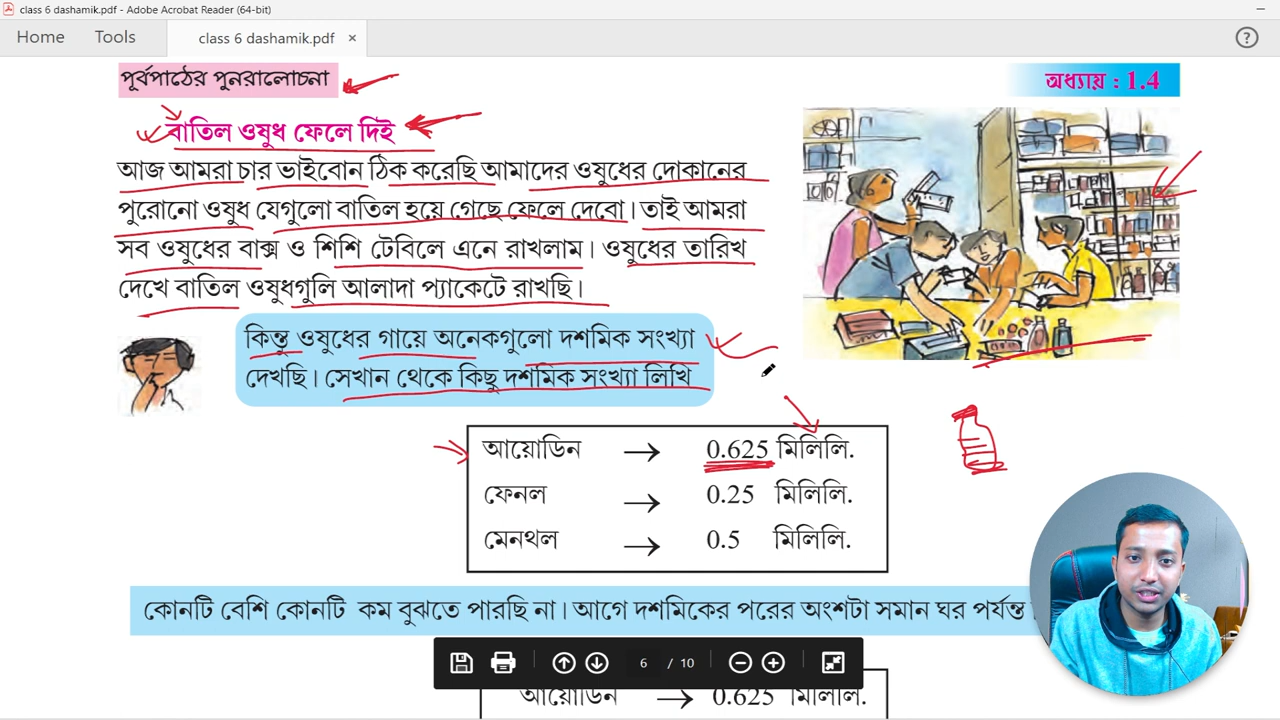 class 6 dashamik.pdf - Adobe Acrobat Reader (64-bit)
Home Tools class 6 dashamik.pdf ×
পূর্বপাঠের পুনরালোচনা
অধ্যায় : 1.4
বাতিল ওষুধ ফেলে দিই
আজ আমরা চার ভাইবোন ঠিক করেছি আমাদের ওষুধের দোকানের
পুরোনো ওষুধ যেগুলো বাতিল হয়ে গেছে ফেলে দেবো। তাই আমরা
সব ওষুধের বাক্স ও শিশি টেবিলে এনে রাখলাম। ওষুধের তারিখ
দেখে বাতিল ওষুধগুলি আলাদা প্যাকেটে রাখছি।
কিন্তু ওষুধের গায়ে অনেকগুলো দশমিক সংখ্যা
দেখছি। সেখান থেকে কিছু দশমিক সংখ্যা লিখি
আয়োডিন → 0.625 মিলিলি.
ফেনল → 0.25 মিলিলি.
মেনথল → 0.5 মিলিলি.
কোনটি বেশি কোনটি কম বুঝতে পারছি না। আগে দশমিকের পরের অংশটা সমান ঘর পর্যন্ত
6 / 10
আয়োডিন → 0.625 মিলিলি.